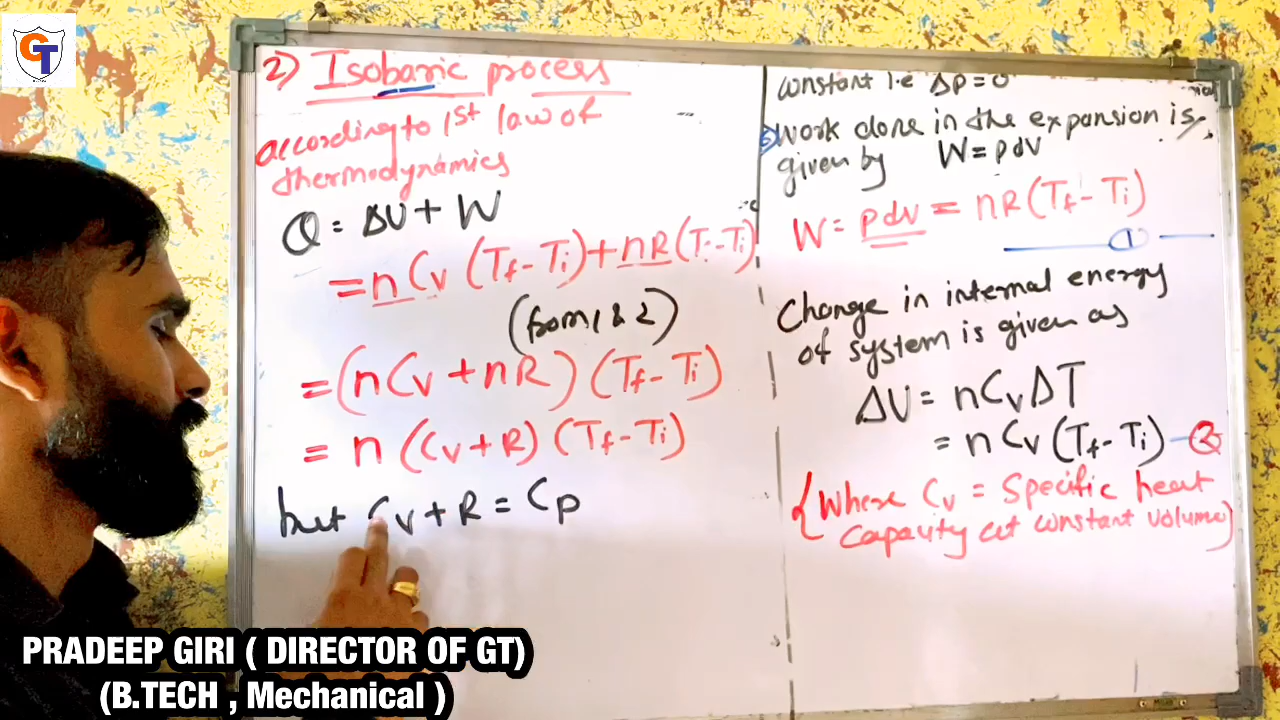 GT
2) Isobaric process
according to 1st law of
thermodynamics
Q = ΔU + W
= n Cv (Tf - Ti) + nR (Tf - Ti)
(from 1 & 2)
= (nCv + nR) (Tf - Ti)
= n (Cv + R) (Tf - Ti)
but Cv + R = Cp
constant i.e ΔP = 0
Work done in the expansion is
given by W = pdV
W = pdv = nR (Tf - Ti)
1
Change in internal energy
of system is given as
ΔU = nCvΔT
= n Cv (Tf - Ti) - 2
{Where Cv = Specific heat
Capacity at constant volume}
PRADEEP GIRI ( DIRECTOR OF GT)
(B.TECH , Mechanical )